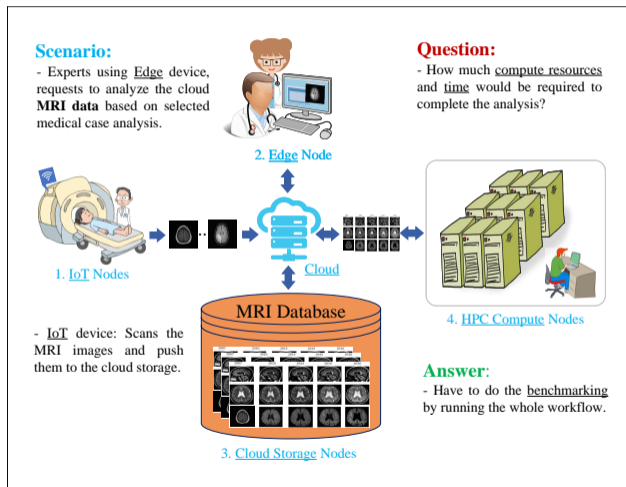 Scenario:
- Experts using Edge device,
requests to analyze the cloud
MRI data based on selected
medical case analysis.
Question:
- How much compute resources
and time would be required to
complete the analysis?
2. Edge Node
1. IoT Nodes
Cloud
4. HPC Compute Nodes
- IoT device: Scans the
MRI images and push
them to the cloud storage.
MRI Database
3. Cloud Storage Nodes
Answer:
- Have to do the benchmarking
by running the whole workflow.